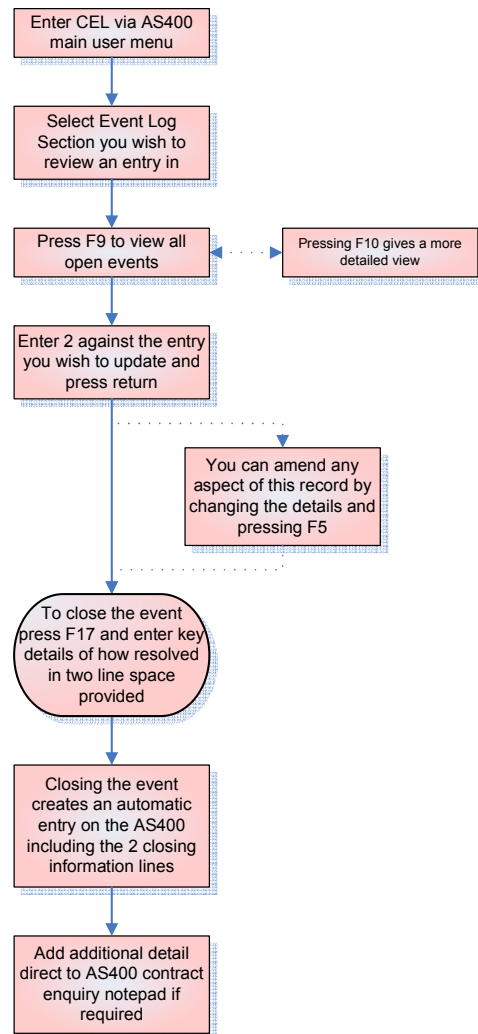 Enter CEL via AS400
main user menu
Select Event Log
Section you wish to
review an entry in
Press F9 to view all
open events
Pressing F10 gives a more
detailed view
Enter 2 against the entry
you wish to update and
press return
You can amend any
aspect of this record by
changing the details and
pressing F5
To close the event
press F17 and enter key
details of how resolved
in two line space
provided
Closing the event
creates an automatic
entry on the AS400
including the 2 closing
information lines
Add additional detail
direct to AS400 contract
enquiry notepad if
required